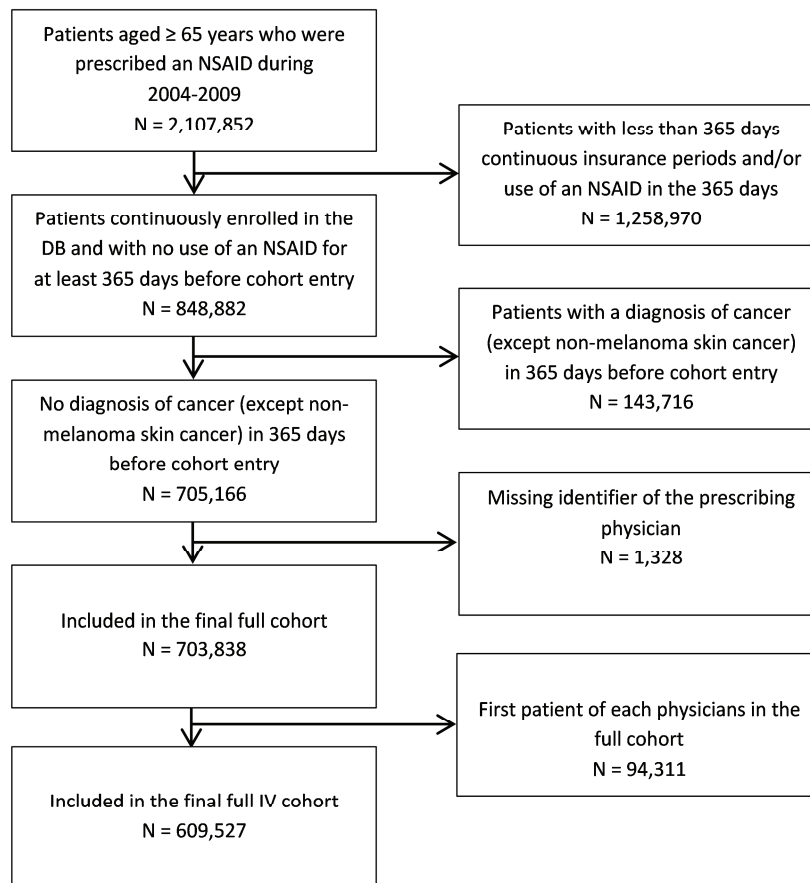 Patients aged ≥ 65 years who were
prescribed an NSAID during
2004-2009
N = 2,107,852
Patients with less than 365 days
continuous insurance periods and/or
use of an NSAID in the 365 days
N = 1,258,970
Patients continuously enrolled in the
DB and with no use of an NSAID for
at least 365 days before cohort entry
N = 848,882
Patients with a diagnosis of cancer
(except non-melanoma skin cancer)
in 365 days before cohort entry
N = 143,716
No diagnosis of cancer (except non-
melanoma skin cancer) in 365 days
before cohort entry
N = 705,166
Missing identifier of the prescribing
physician
N = 1,328
Included in the final full cohort
N = 703,838
First patient of each physicians in the
full cohort
N = 94,311
Included in the final full IV cohort
N = 609,527